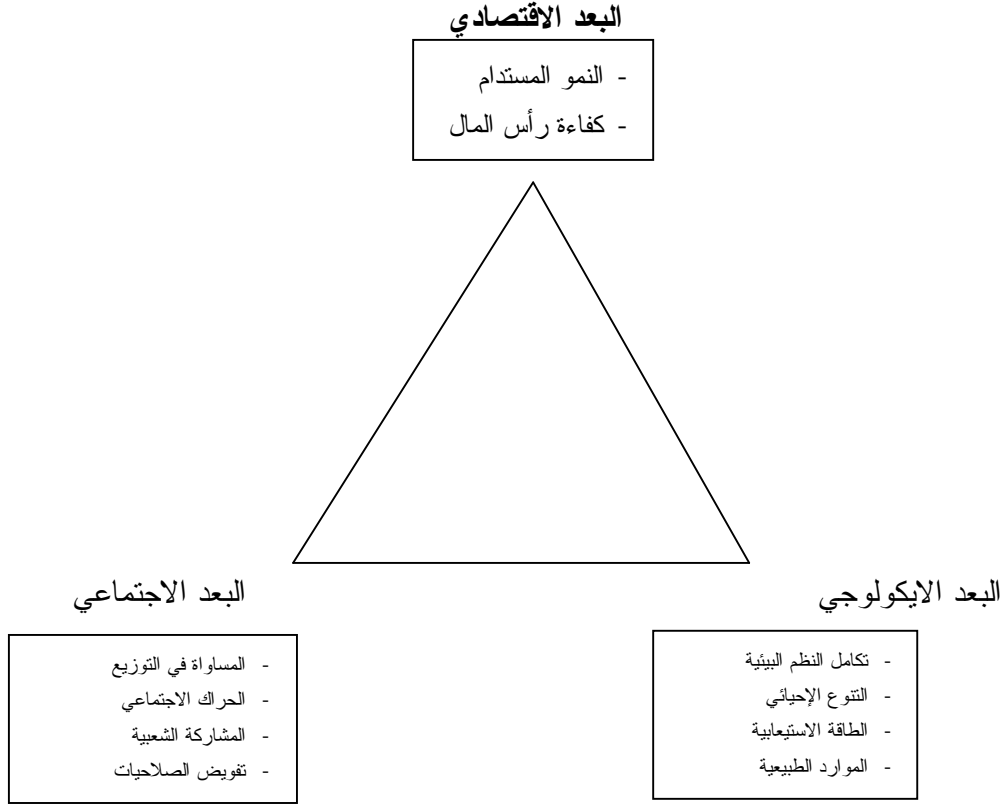 البعد الاقتصادي
- النمو المستدام
- كفاءة رأس المال
البعد الايكولوجي
- تكامل النظم البيئية
- التنوع الإحيائي
- الطاقة الاستيعابية
- الموارد الطبيعية
البعد الاجتماعي
- المساواة في التوزيع
- الحراك الاجتماعي
- المشاركة الشعبية
- تفويض الصلاحيات